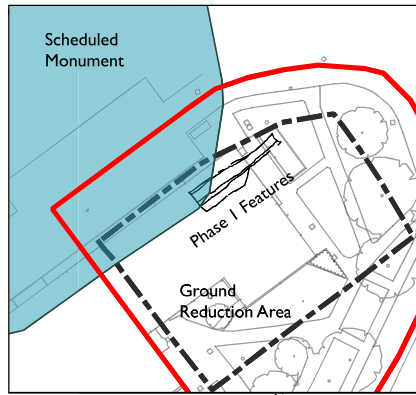 Scheduled
Monument
Phase 1 Features
Ground
Reduction Area